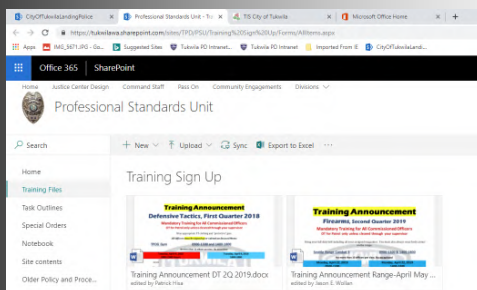 CityOfTukwilaLandingPolice
Professional Standards Unit - Tra
TIS City of Tukwila
Microsoft Office Home
https://tukwilawa.sharepoint.com/sites/TPD/PSU/Training%20Sign%20Up/Forms/AllItems.aspx
Apps
IMG_5671.JPG - Go...
Suggested Sites
Tukwila PD Intranet...
Tukwila PD Intranet
Imported From IE
CityOfTukwilaLandi...
Office 365
SharePoint
Home
Justice Center Design
Command Staff
Pass On
Community Engagements
Divisions
Professional Standards Unit
Search
+ New
Upload
Sync
Export to Excel
...
Home
Training Files
Task Outlines
Special Orders
Notebook
Site contents
Older Policy and Proce...
Training Sign Up
Training Announcement
Defensive Tactics, First Quarter 2018
Mandatory Training for All Commissioned Officers
Training Announcement DT 2Q 2019.docx
edited by Patrick Hisa
Training Announcement
Firearms, Second Quarter 2019
Mandatory Training for All Commissioned Officers
Training Announcement Range-April May ...
edited by Jason E. Wollan